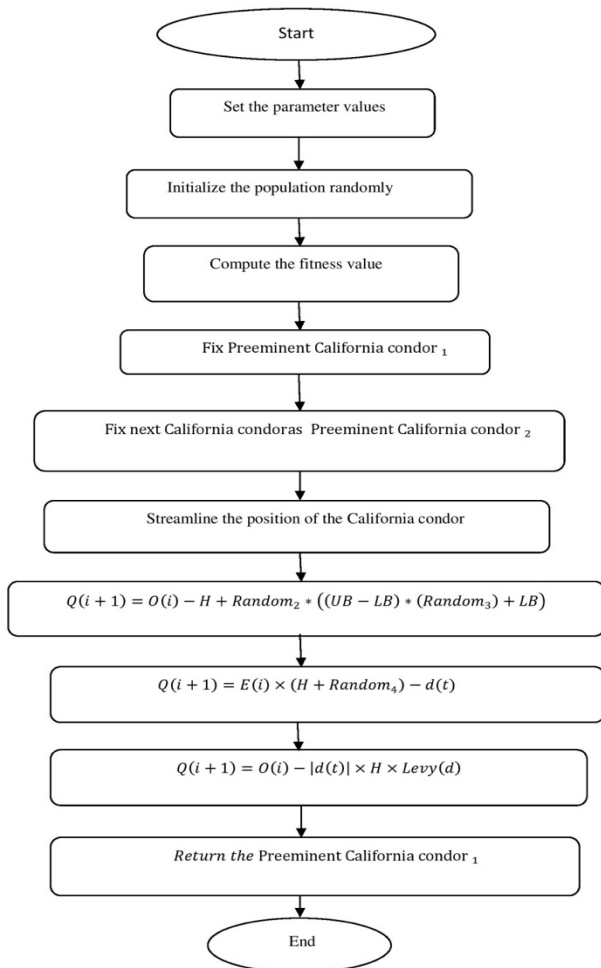 Start
Set the parameter values
Initialize the population randomly
Compute the fitness value
Fix Preeminent California condor ₁
Fix next California condoras Preeminent California condor ₂
Streamline the position of the California condor
Q(i + 1) = O(i) − H + Random₂ * ((UB − LB) * (Random₃) + LB)
Q(i + 1) = E(i) × (H + Random₄) − d(t)
Q(i + 1) = O(i) − |d(t)| × H × Levy(d)
Return the Preeminent California condor ₁
End